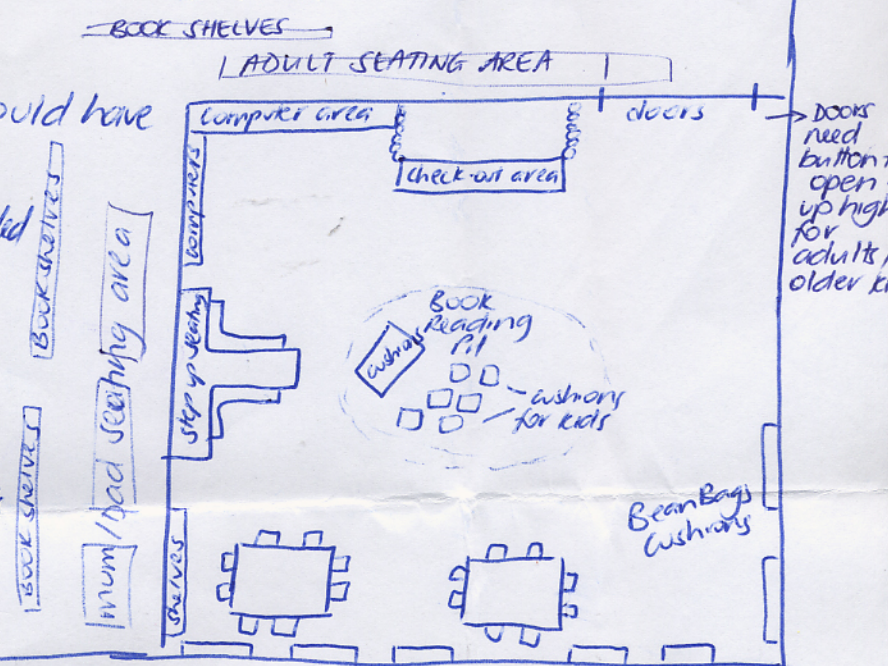 BOOK SHELVES
ADULT SEATING AREA
ould have
computer area
doors
DOORS
need
button
open
up high
for
adults/
older
computers
check-out area
Book shelves
mum/Dad seating area
step up seating
BOOK
Reading
Pit
cushions
cushions
for kids
BOOK shelves
Bean Bags
cushions
shelves